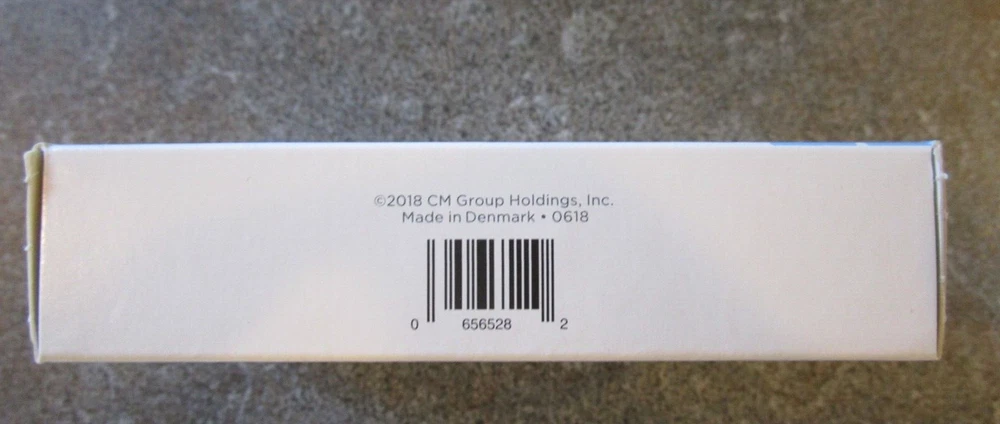 ©2018 CM Group Holdings, Inc.
Made in Denmark • 0618
0 656528 2